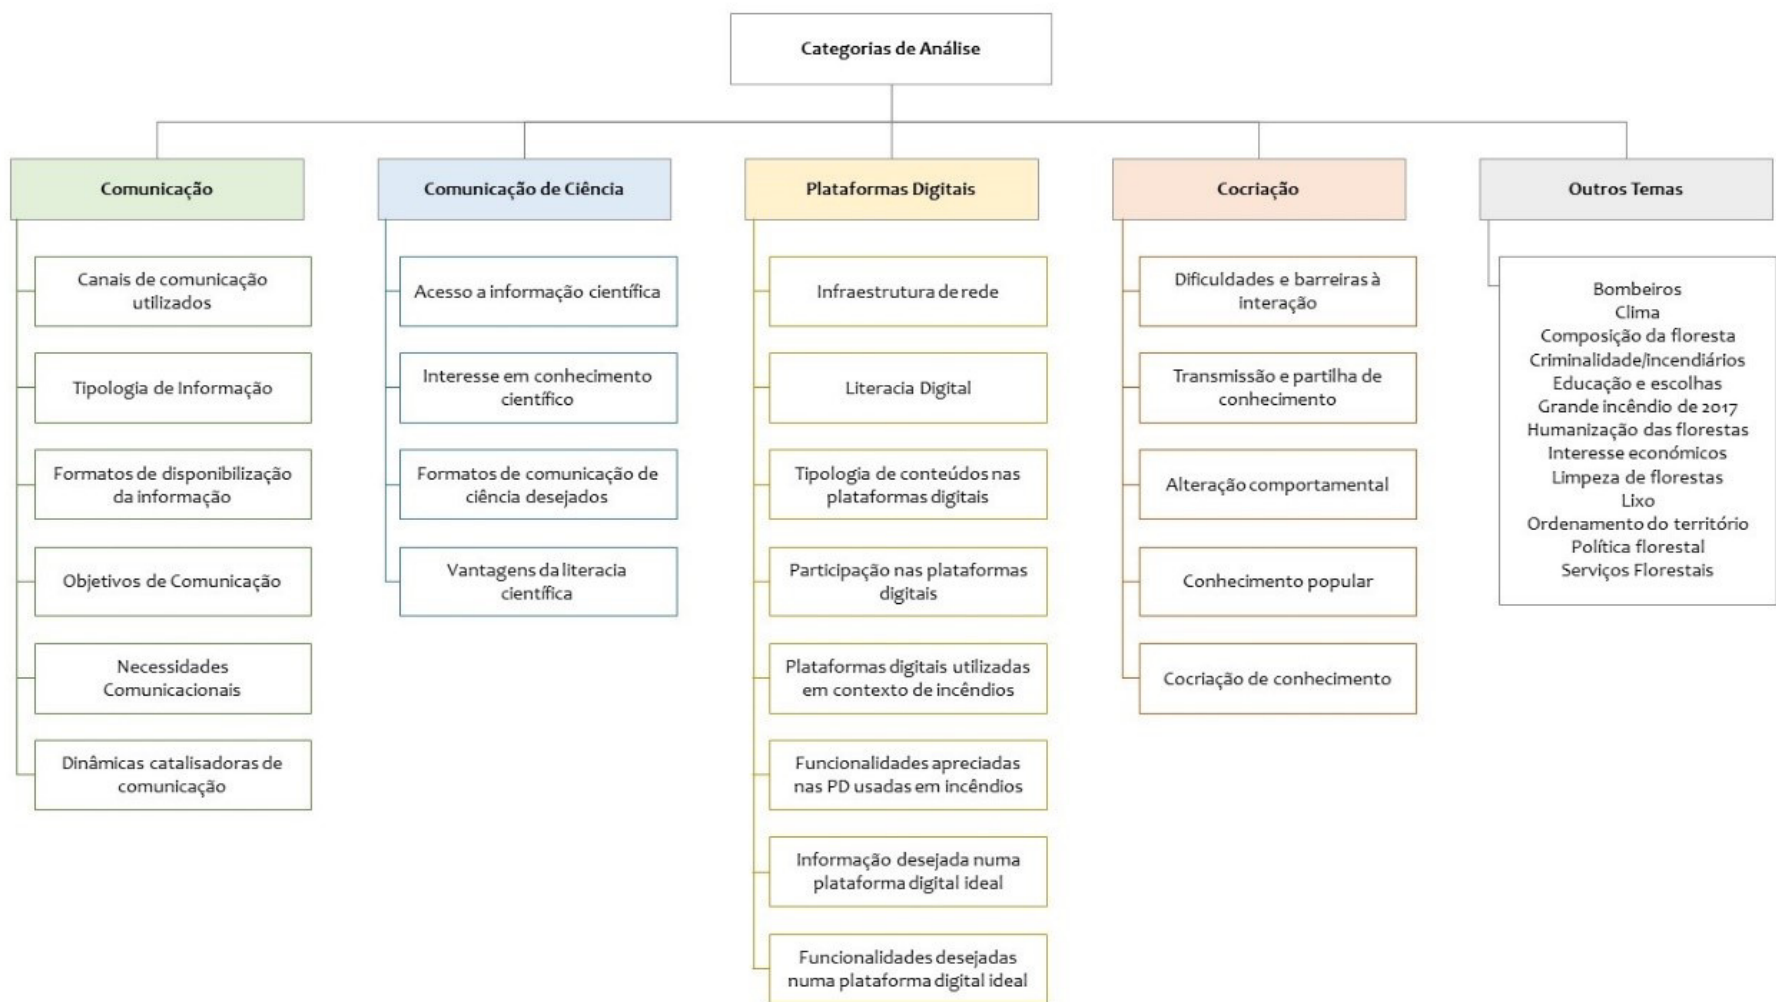 Categorias de Análise
Comunicação
Canais de comunicação
utilizados
Tipologia de Informação
Formatos de disponibilização
da informação
Objetivos de Comunicação
Necessidades
Comunicacionais
Dinâmicas catalisadoras de
comunicação
Comunicação de Ciência
Acesso a informação científica
Interesse em conhecimento
científico
Formatos de comunicação de
ciência desejados
Vantagens da literacia
científica
Plataformas Digitais
Infraestrutura de rede
Literacia Digital
Tipologia de conteúdos nas
plataformas digitais
Participação nas plataformas
digitais
Plataformas digitais utilizadas
em contexto de incêndios
Funcionalidades apreciadas
nas PD usadas em incêndios
Informação desejada numa
plataforma digital ideal
Funcionalidades desejadas
numa plataforma digital ideal
Cocriação
Dificuldades e barreiras à
interação
Transmissão e partilha de
conhecimento
Alteração comportamental
Conhecimento popular
Cocriação de conhecimento
Outros Temas
Bombeiros
Clima
Composição da floresta
Criminalidade/incendiários
Educação e escolhas
Grande incêndio de 2017
Humanização das florestas
Interesse económicos
Limpeza de florestas
Lixo
Ordenamento do território
Política florestal
Serviços Florestais